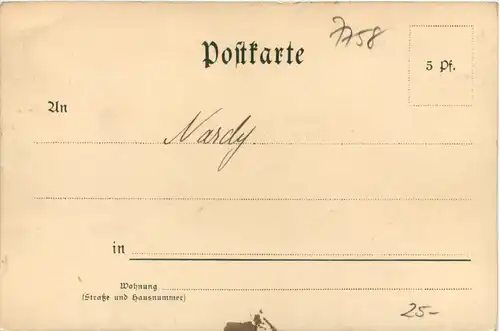 7758
Postkarte
5 Pf.
An
Nardy
in
Wohnung
(Straße und Hausnummer)
25-